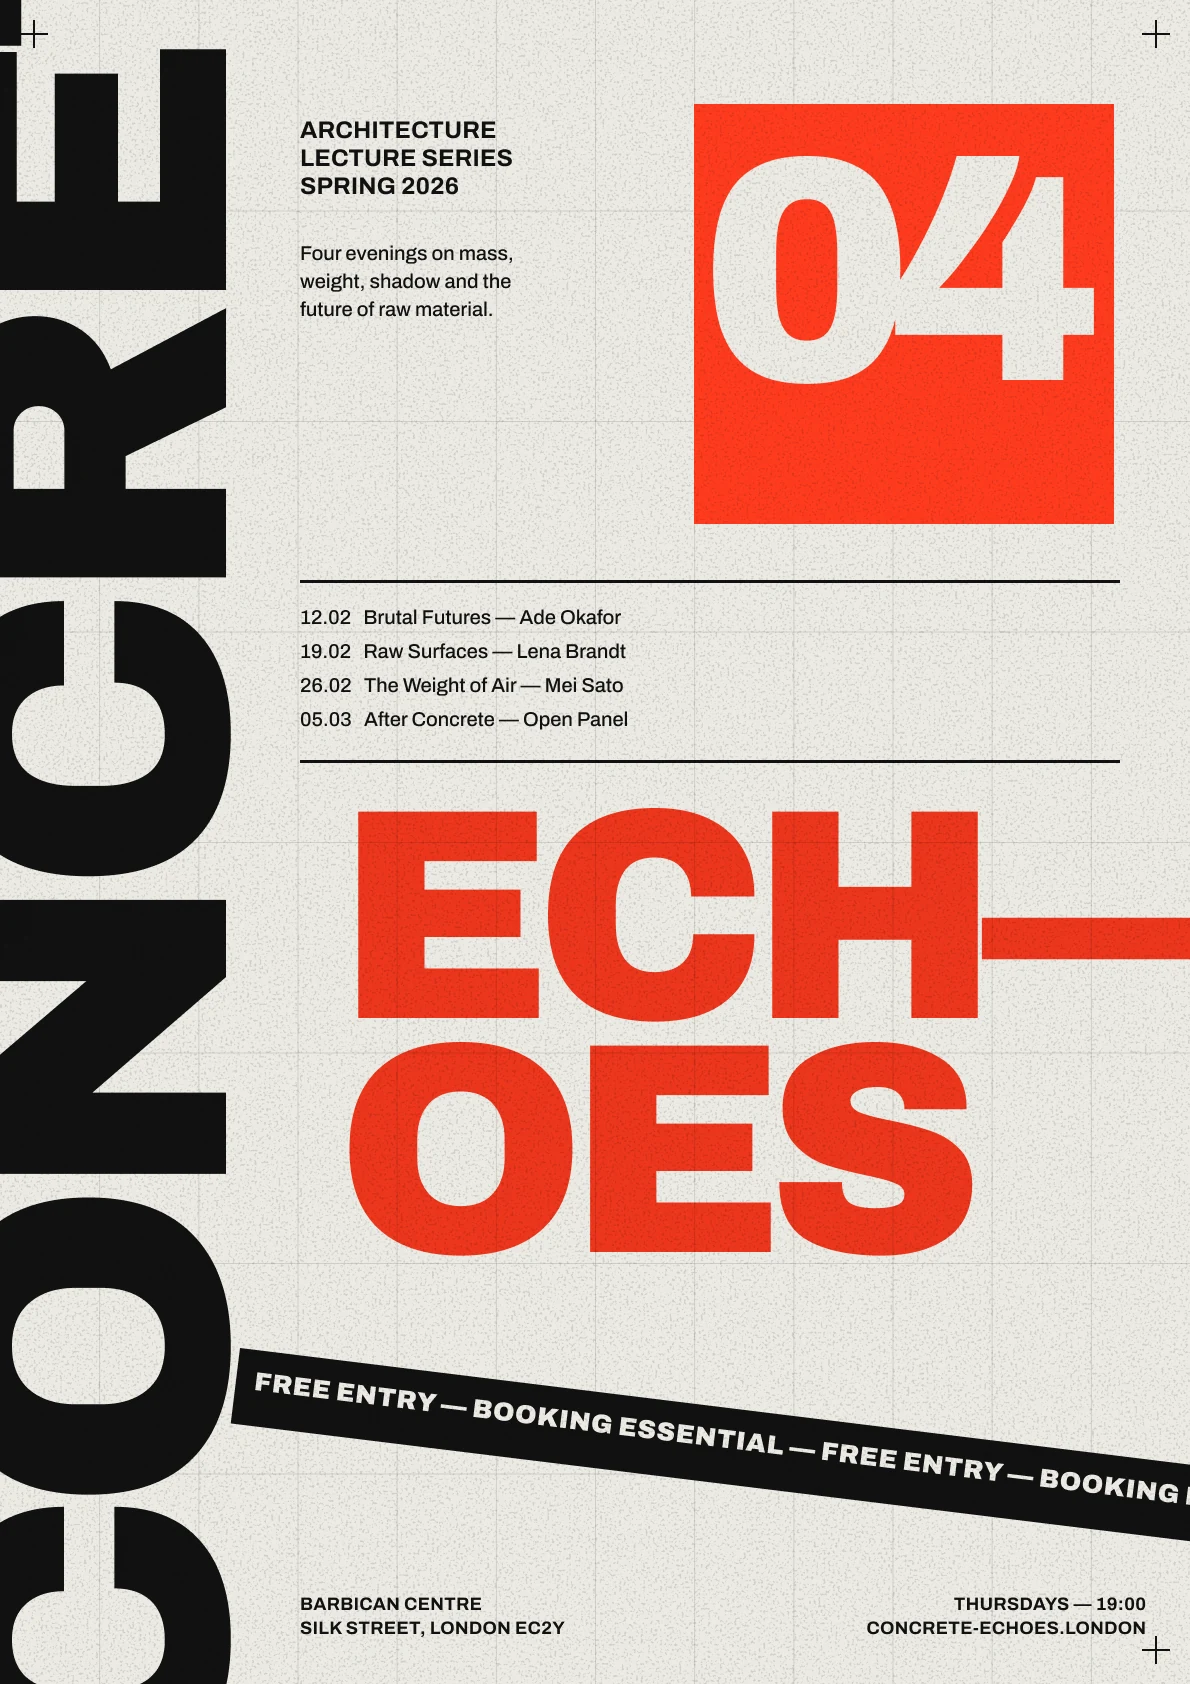 CONCRE
ARCHITECTURE
LECTURE SERIES
SPRING 2026
Four evenings on mass,
weight, shadow and the
future of raw material.
04
12.02 Brutal Futures — Ade Okafor
19.02 Raw Surfaces — Lena Brandt
26.02 The Weight of Air — Mei Sato
05.03 After Concrete — Open Panel
ECH—
OES
FREE ENTRY — BOOKING ESSENTIAL — FREE ENTRY — BOOKING
BARBICAN CENTRE
SILK STREET, LONDON EC2Y
THURSDAYS — 19:00
CONCRETE-ECHOES.LONDON